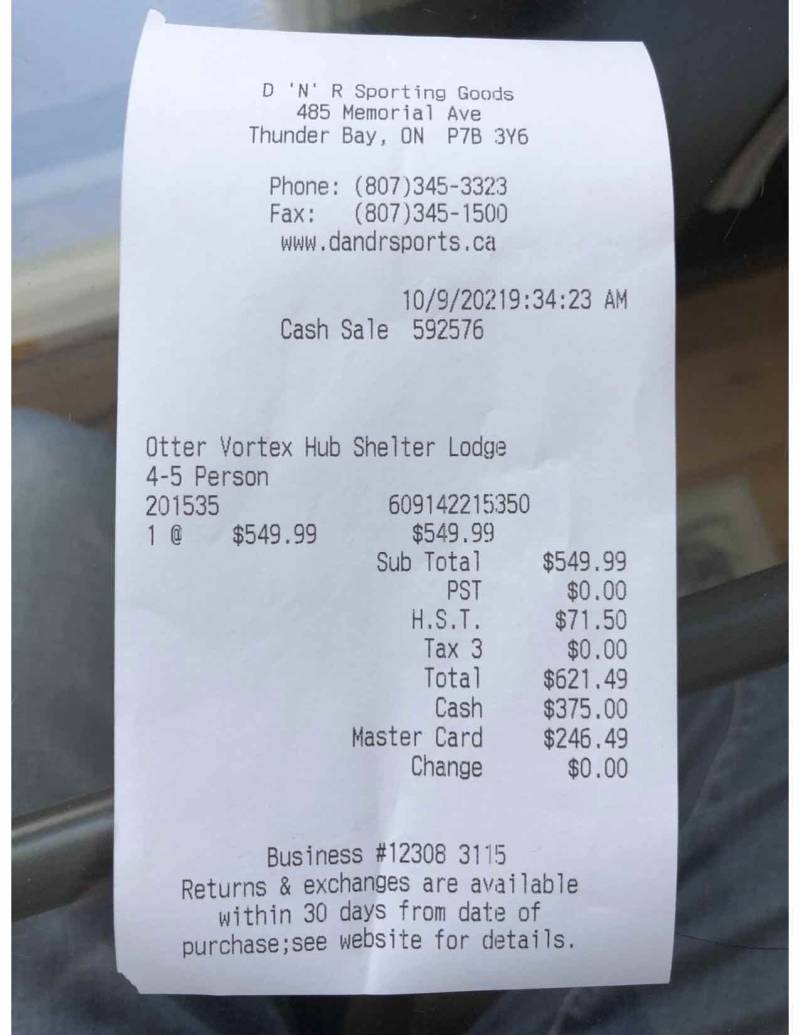 D 'N' R Sporting Goods
485 Memorial Ave
Thunder Bay, ON P7B 3Y6
Phone: (807)345-3323
Fax: (807)345-1500
www.dandrsports.ca
10/9/20219:34:23 AM
Cash Sale 592576
Otter Vortex Hub Shelter Lodge
4-5 Person
201535 609142215350
1 @ $549.99 $549.99
Sub Total $549.99
PST $0.00
H.S.T. $71.50
Tax 3 $0.00
Total $621.49
Cash $375.00
Master Card $246.49
Change $0.00
Business #12308 3115
Returns & exchanges are available
within 30 days from date of
purchase;see website for details.